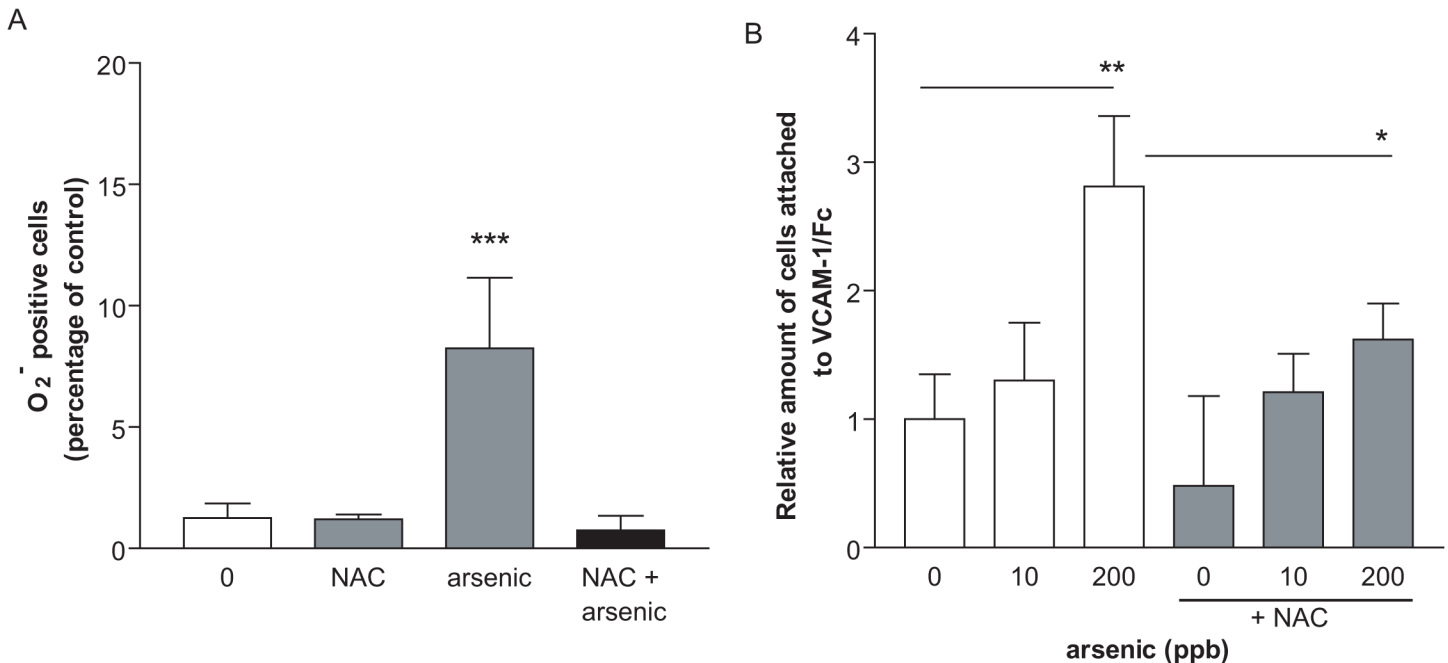 A
20
15
10
5
0
O2- positive cells
(percentage of control)
***
0
NAC
arsenic
NAC +
arsenic
B
4
3
2
1
0
Relative amount of cells attached
to VCAM-1/Fc
**
*
0
10
200
0
10
200
+ NAC
arsenic (ppb)